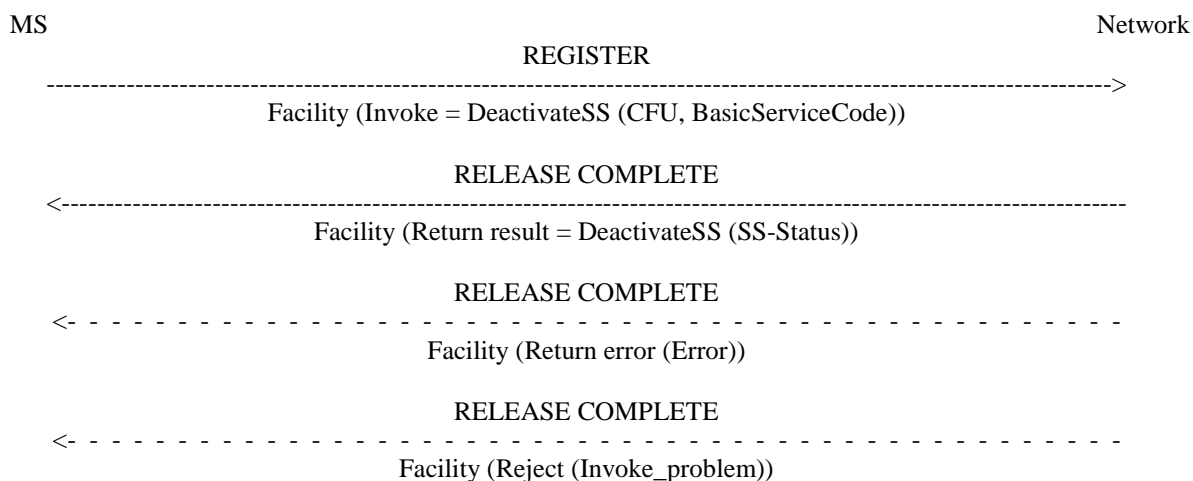 MS Network
REGISTER
Facility (Invoke = DeactivateSS (CFU, BasicServiceCode))
RELEASE COMPLETE
Facility (Return result = DeactivateSS (SS-Status))
RELEASE COMPLETE
Facility (Return error (Error))
RELEASE COMPLETE
Facility (Reject (Invoke_problem))